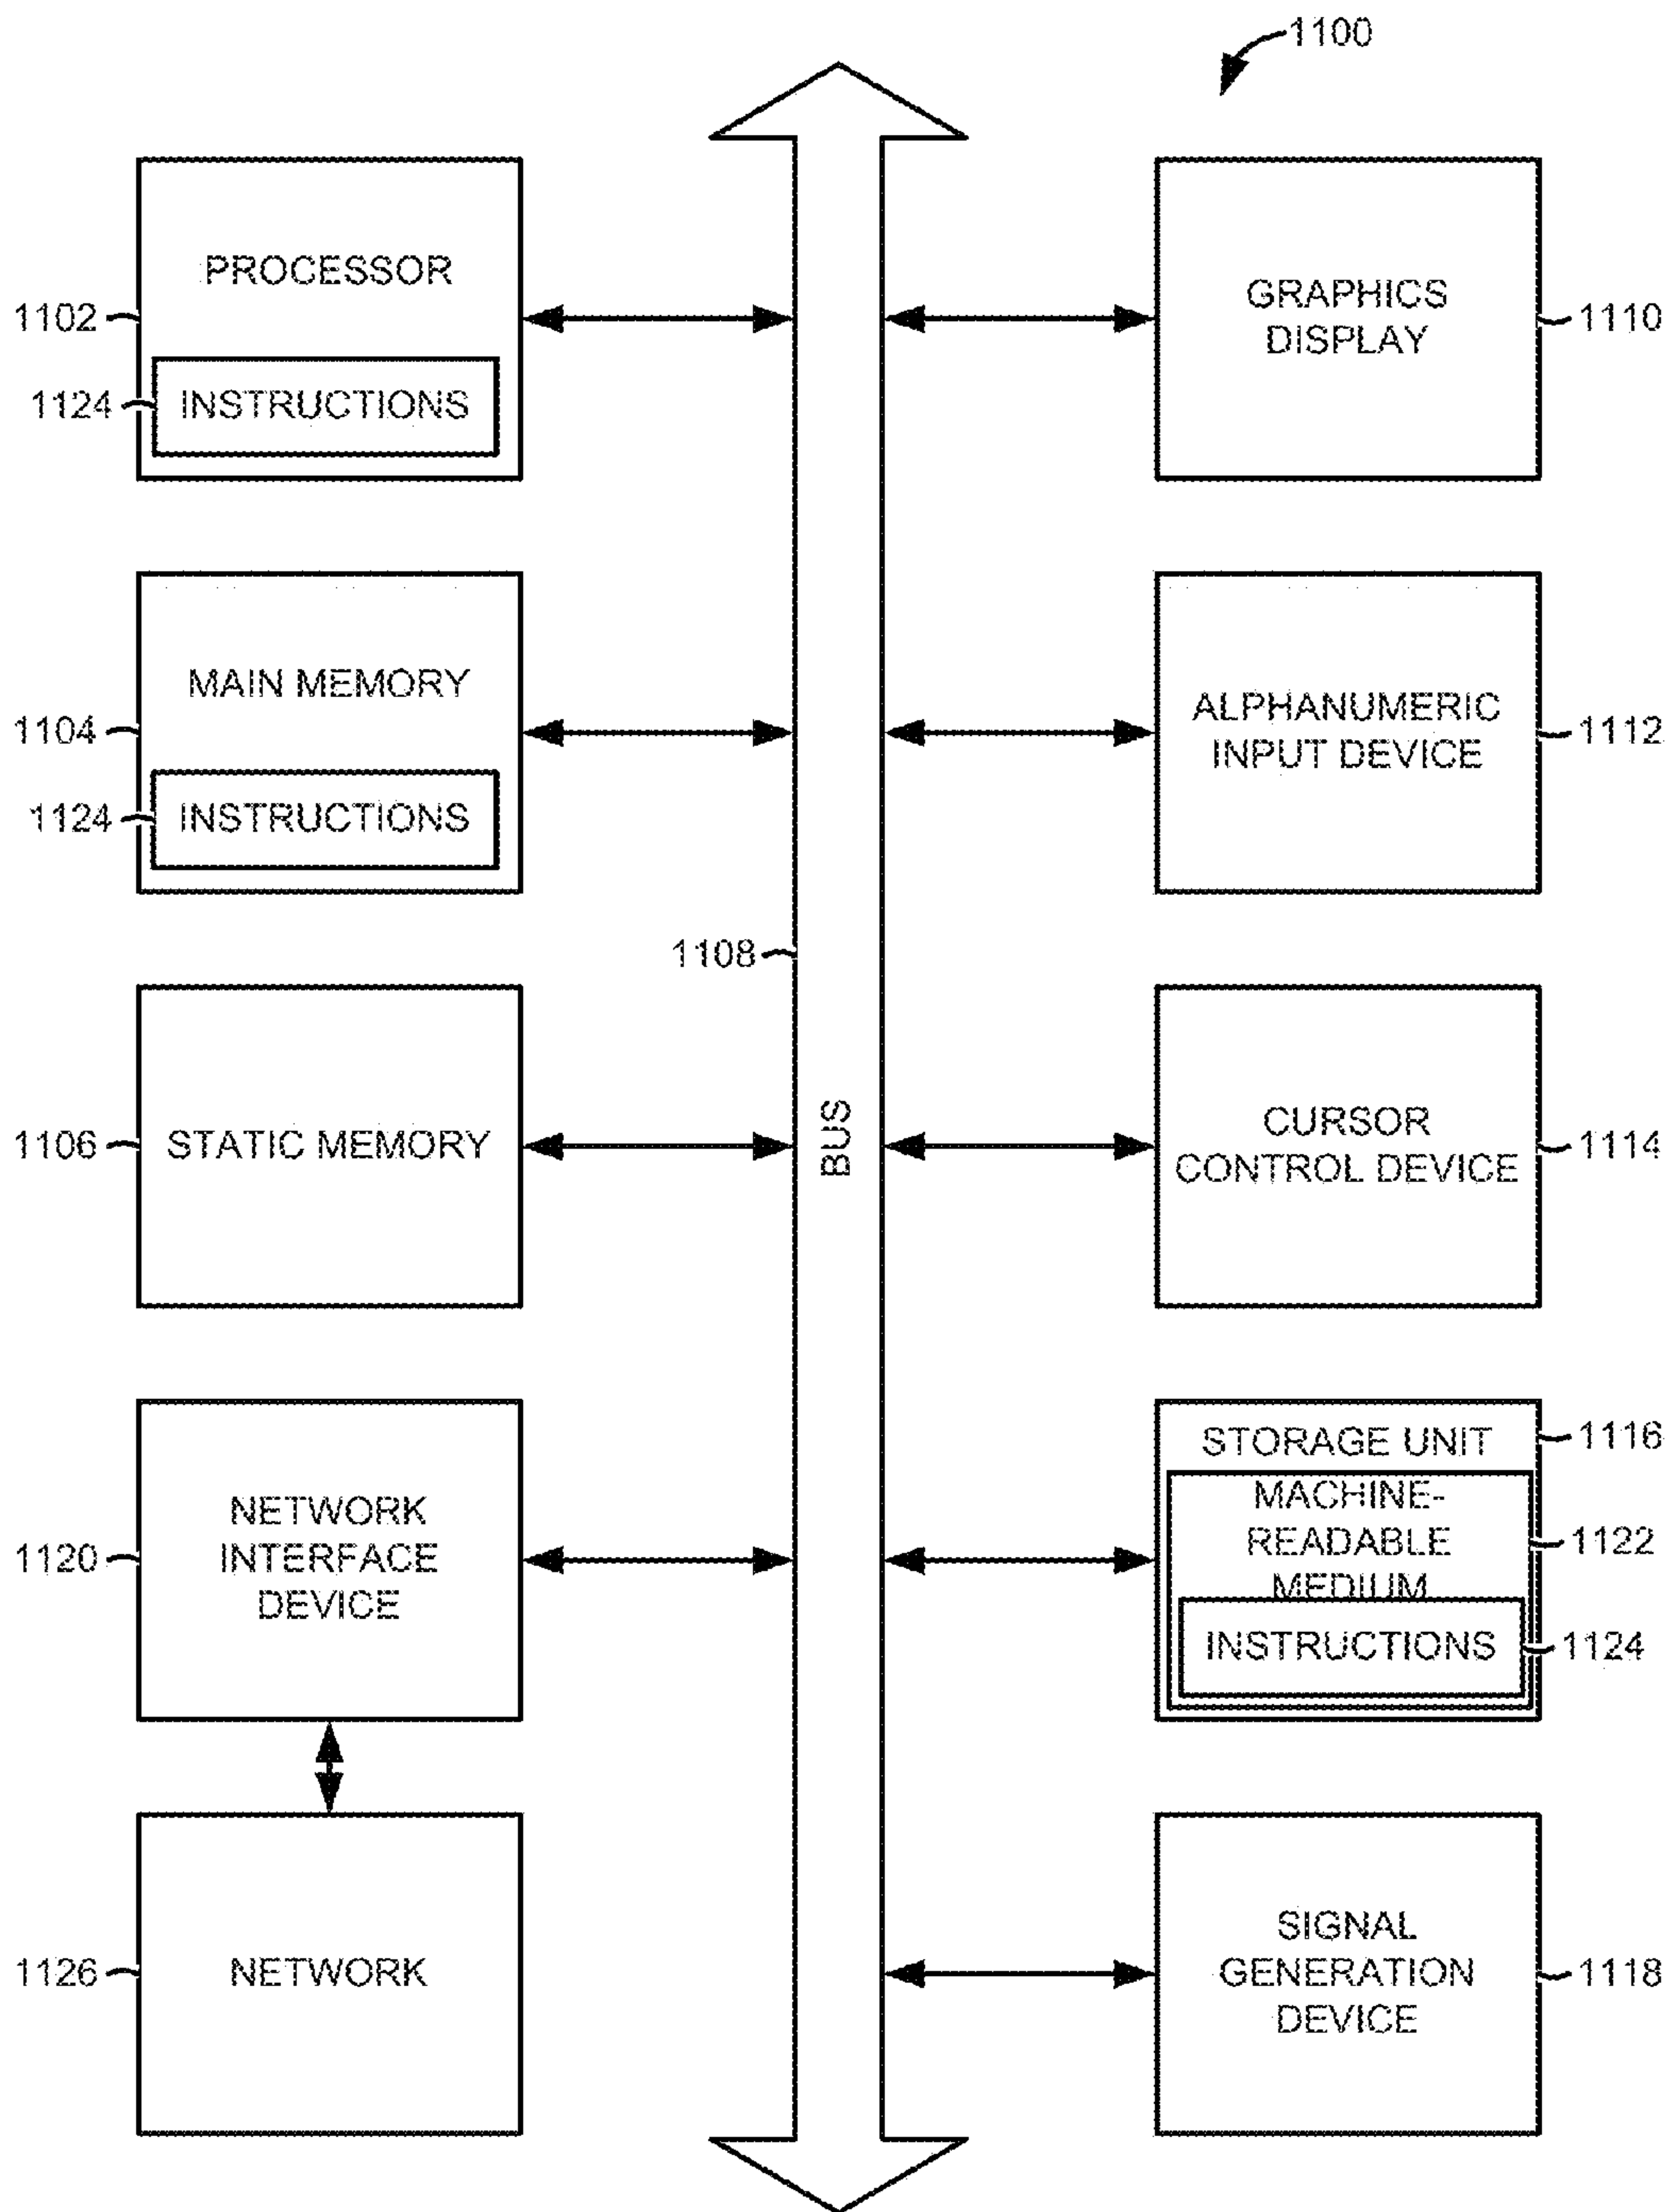 1100
PROCESSOR
1102
1124
INSTRUCTIONS
GRAPHICS
DISPLAY
1110
MAIN MEMORY
1104
1124
INSTRUCTIONS
ALPHANUMERIC
INPUT DEVICE
1112
1108
BUS
1106
STATIC MEMORY
CURSOR
CONTROL DEVICE
1114
NETWORK
INTERFACE
DEVICE
1120
STORAGE UNIT
1116
MACHINE-
READABLE
MEDIUM
1122
INSTRUCTIONS
1124
1126
NETWORK
SIGNAL
GENERATION
DEVICE
1118